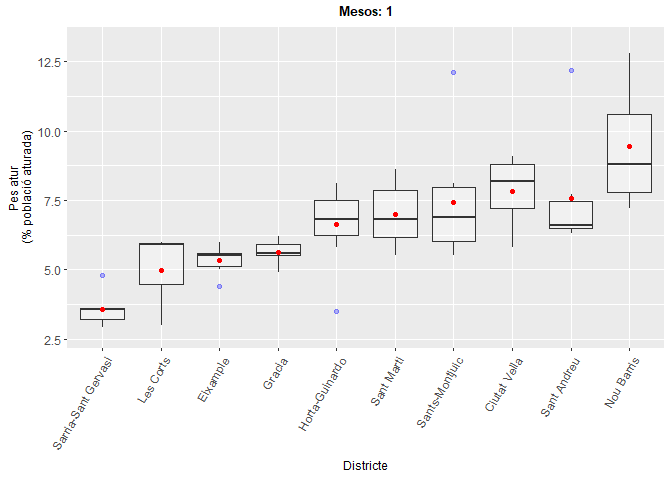 Mesos: 1
Pes atur
(% població aturada)
12.5
10.0
7.5
5.0
2.5
Sarria-Sant Gervasi
Les Corts
Eixample
Gracia
Horta-Guinardo
Sant Marti
Sants-Montjuic
Ciutat Vella
Sant Andreu
Nou Barris
Districte